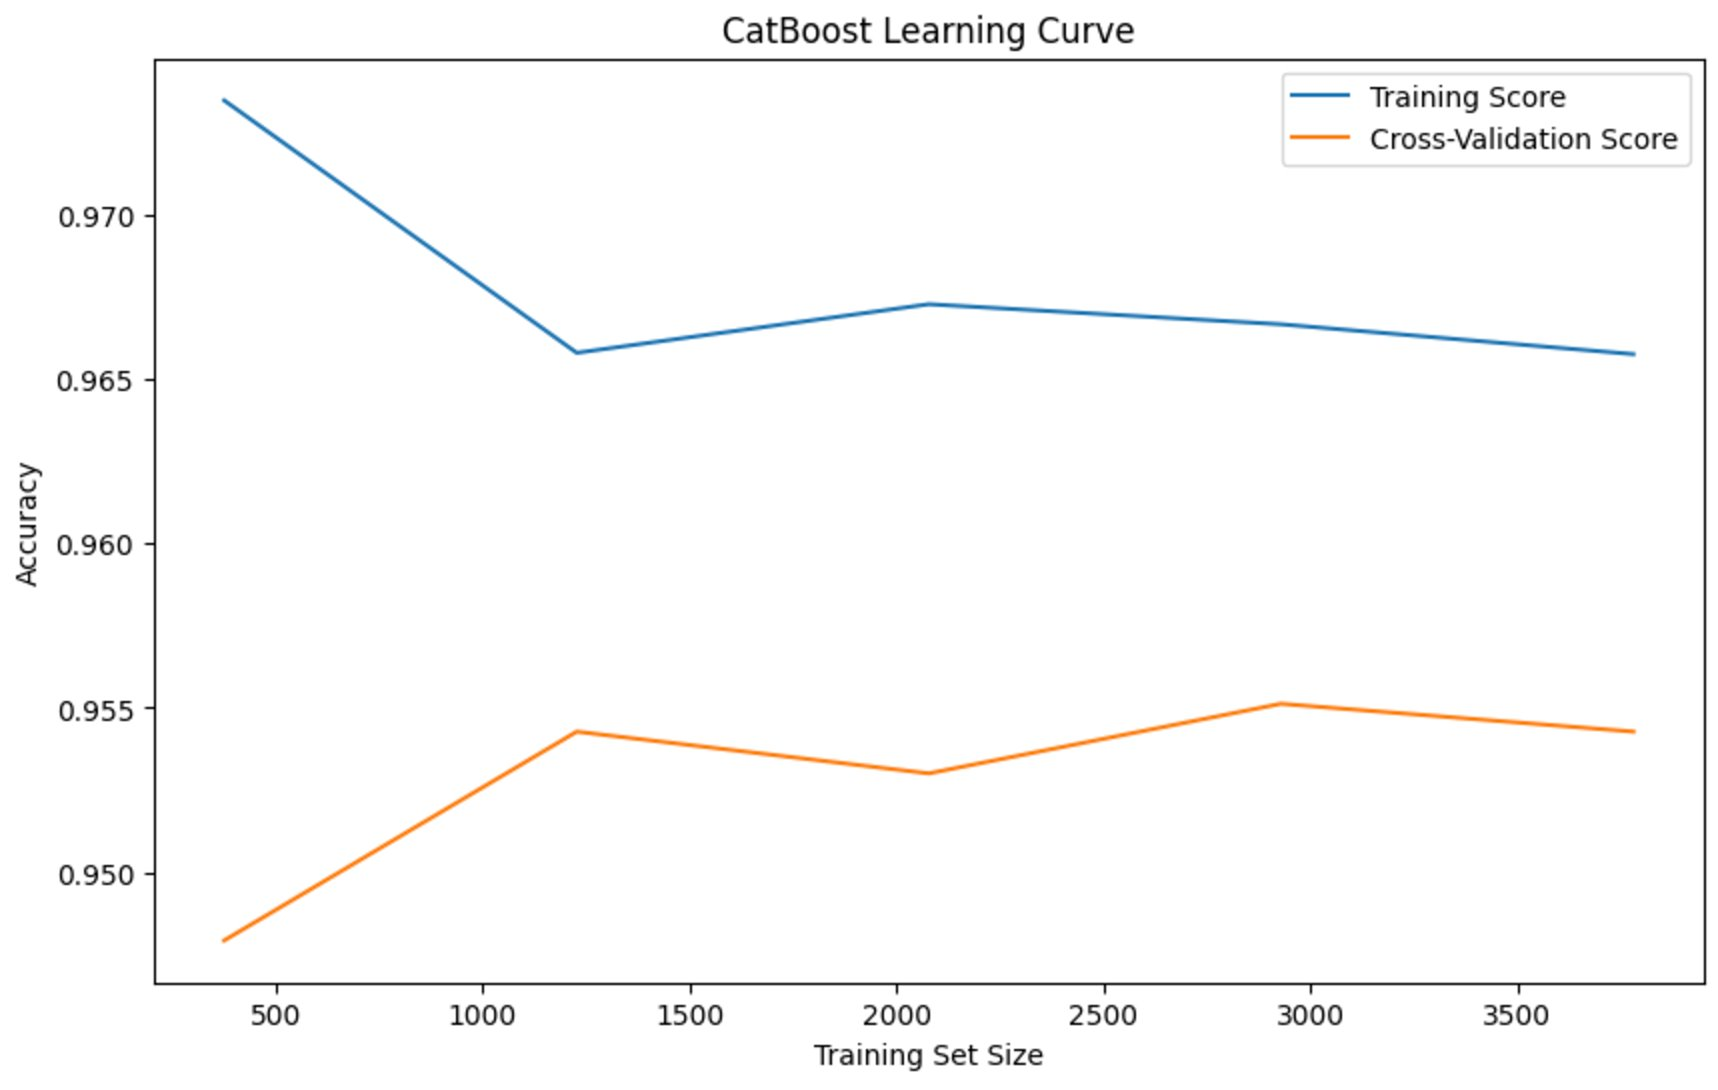 CatBoost Learning Curve
Training Score
Cross-Validation Score
0.970
0.965
0.960
0.955
0.950
Accuracy
500 1000 1500 2000 2500 3000 3500
Training Set Size